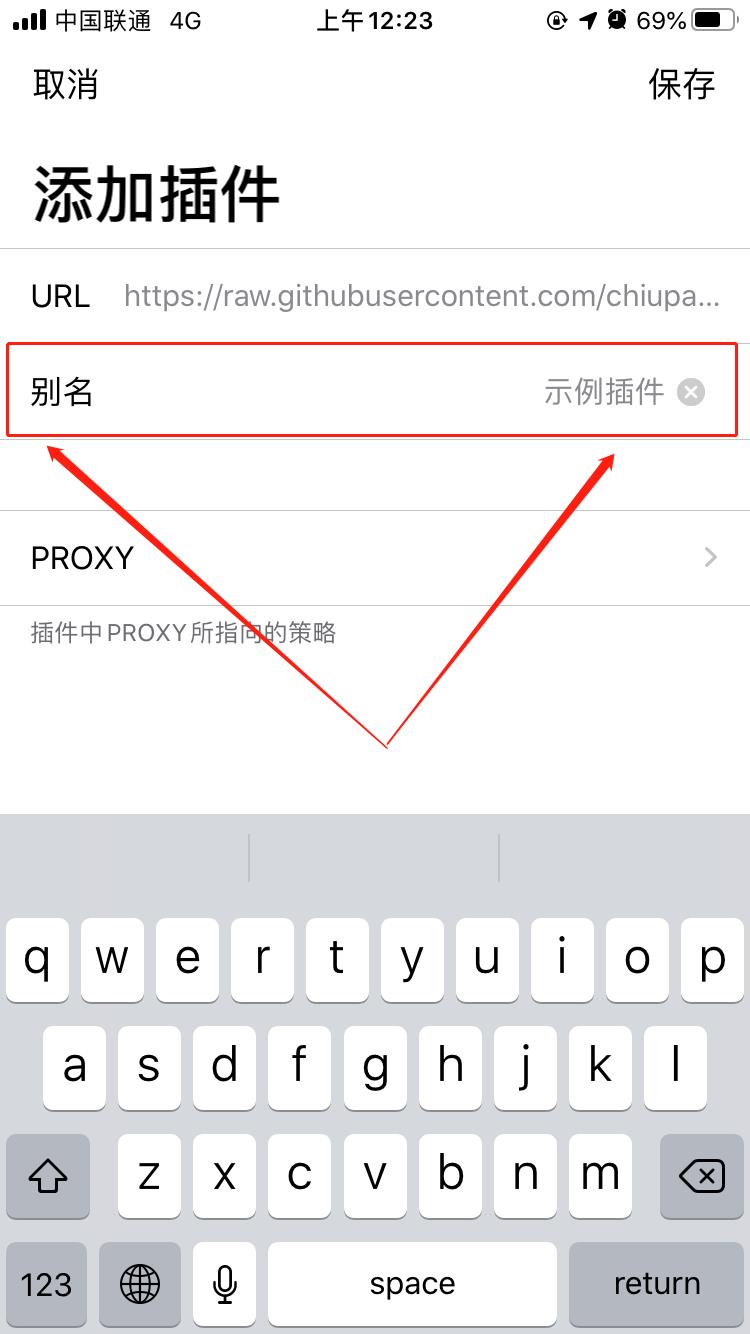 中国联通 4G 上午12:23 69%
取消 保存
添加插件
URL https://raw.githubusercontent.com/chiupa...
别名 示例插件
PROXY
插件中PROXY所指向的策略
q w e r t y u i o p
a s d f g h j k l
z x c v b n m
123 space return